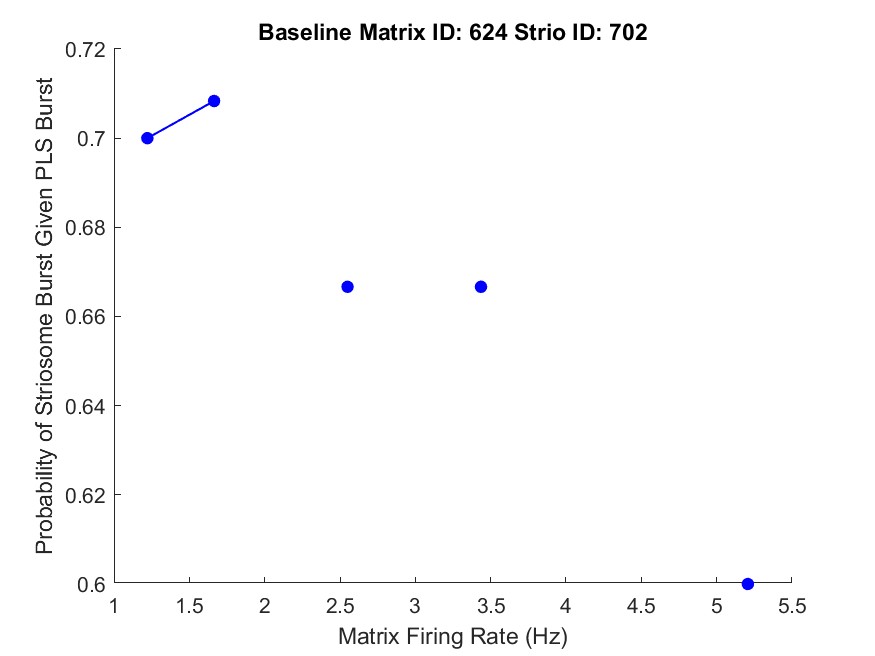 Baseline Matrix ID: 624 Strio ID: 702
Probability of Striosome Burst Given PLS Burst
0.72
0.7
0.68
0.66
0.64
0.62
0.6
1 1.5 2 2.5 3 3.5 4 4.5 5 5.5
Matrix Firing Rate (Hz)